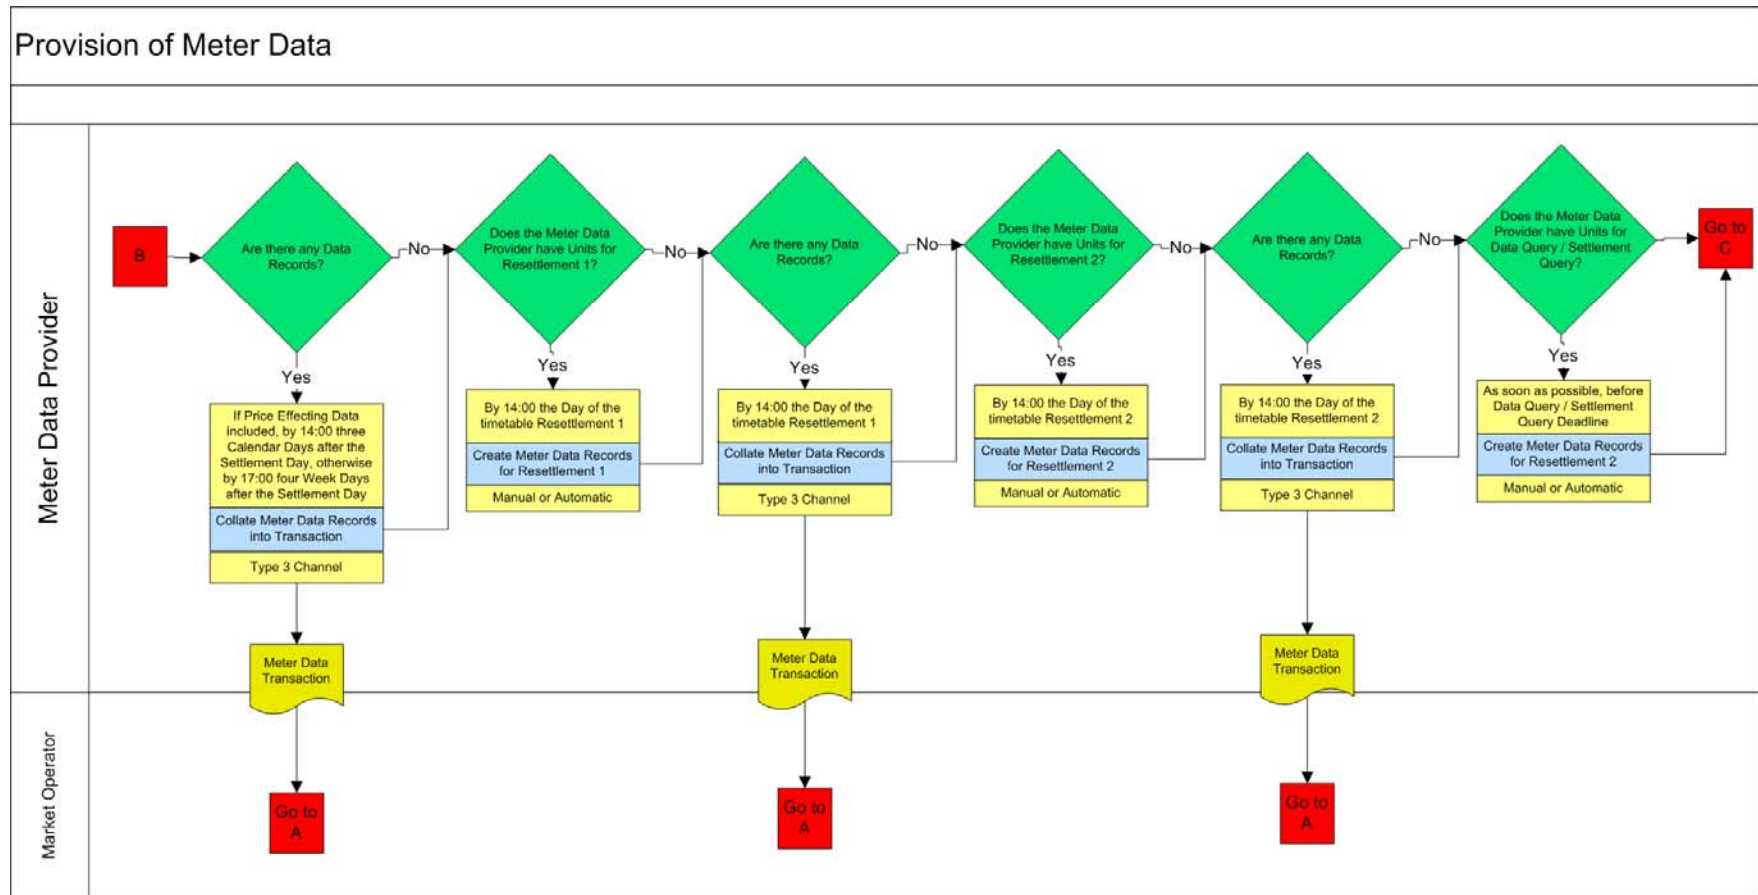 Provision of Meter Data
Meter Data Provider
B
Are there any Data
Records?
No
Yes
If Price Effecting Data
included, by 14:00 three
Calendar Days after the
Settlement Day, otherwise
by 17:00 four Week Days
after the Settlement Day
Collate Meter Data Records
into Transaction
Type 3 Channel
Meter Data
Transaction
Does the Meter Data
Provider have Units for
Resettlement 1?
No
Yes
By 14:00 the Day of the
timetable Resettlement 1
Create Meter Data Records
for Resettlement 1
Manual or Automatic
Are there any Data
Records?
No
Yes
By 14:00 the Day of the
timetable Resettlement 1
Collate Meter Data Records
into Transaction
Type 3 Channel
Meter Data
Transaction
Does the Meter Data
Provider have Units for
Resettlement 2?
No
Yes
By 14:00 the Day of the
timetable Resettlement 2
Create Meter Data Records
for Resettlement 2
Manual or Automatic
Are there any Data
Records?
No
Yes
By 14:00 the Day of the
timetable Resettlement 2
Collate Meter Data Records
into Transaction
Type 3 Channel
Meter Data
Transaction
Does the Meter Data
Provider have Units for
Data Query / Settlement
Query?
Yes
As soon as possible, before
Data Query / Settlement
Query Deadline
Create Meter Data Records
for Resettlement 2
Manual or Automatic
Go to
C
Market Operator
Go to
A
Go to
A
Go to
A